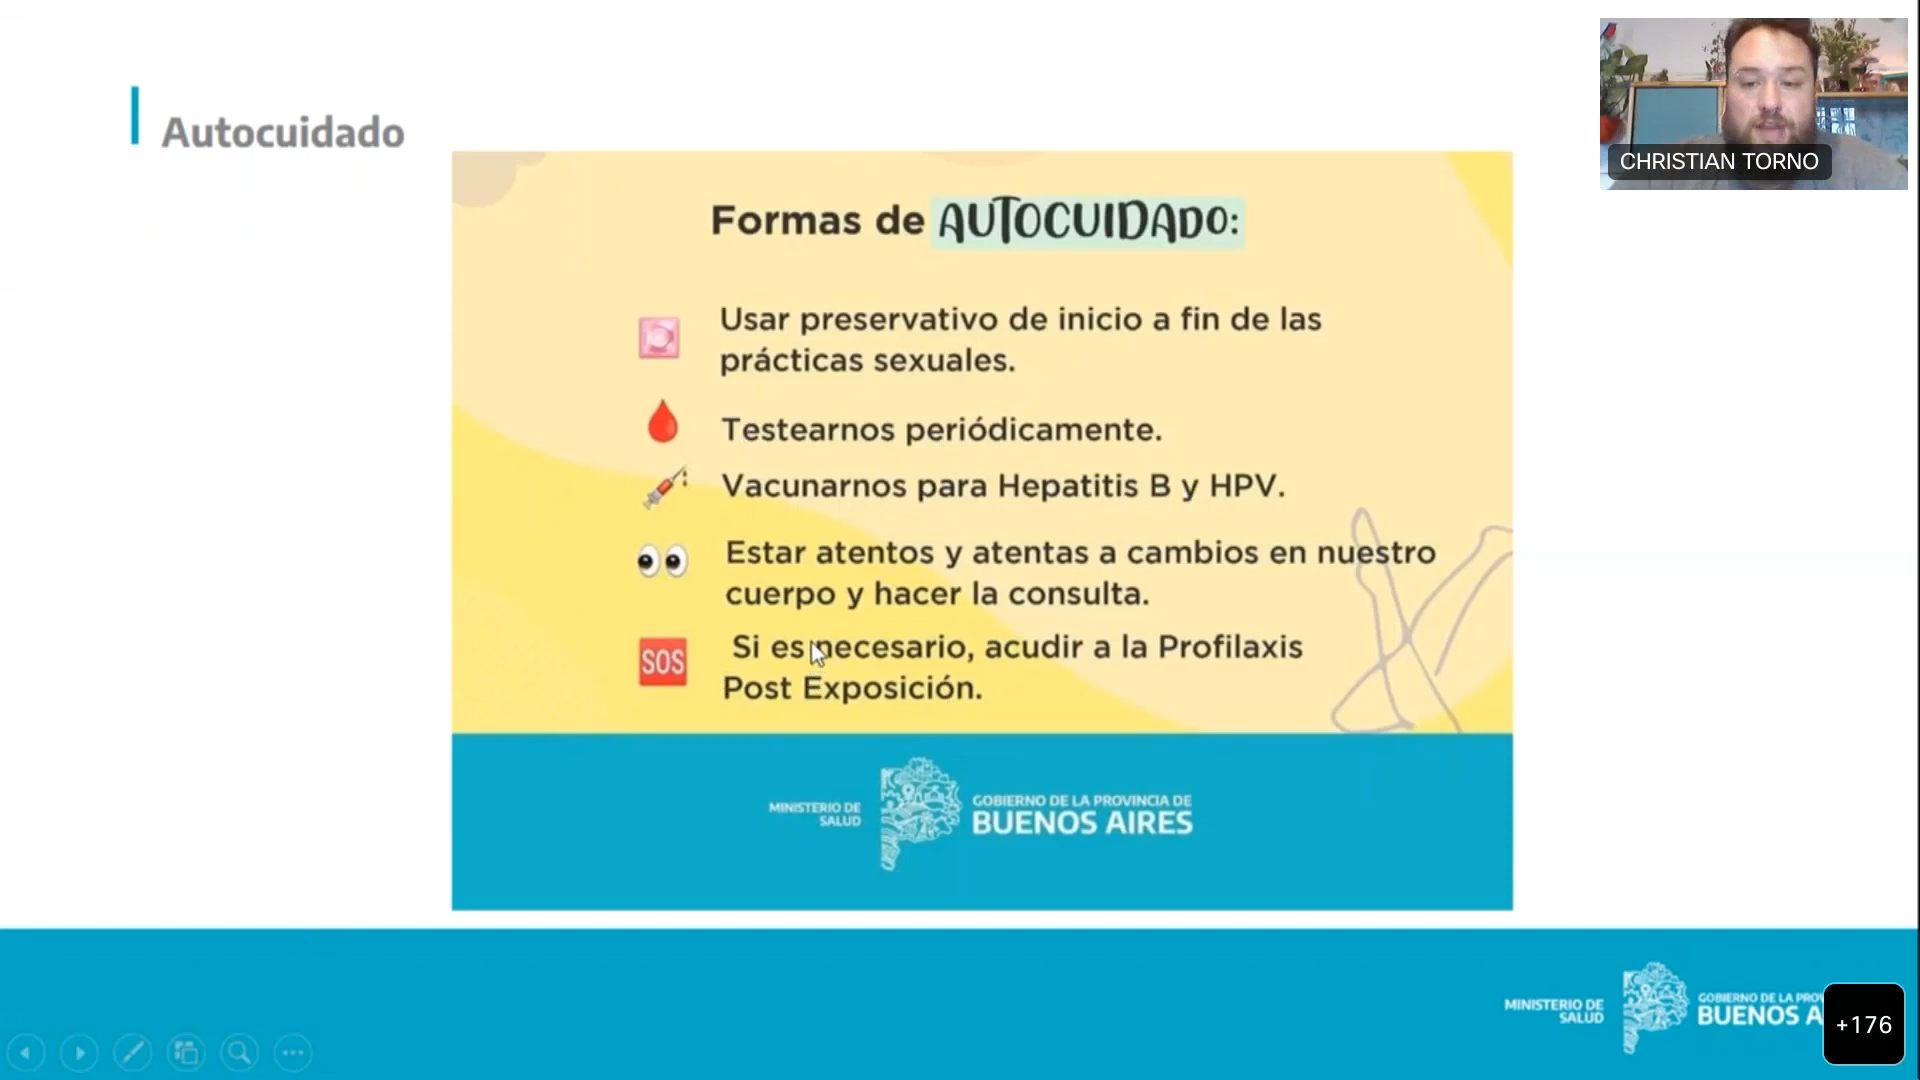 Autocuidado
CHRISTIAN TORNO
Formas de AUTOCUIDADO:
Usar preservativo de inicio a fin de las
prácticas sexuales.
Testearnos periódicamente.
Vacunarnos para Hepatitis B y HPV.
Estar atentos y atentas a cambios en nuestro
cuerpo y hacer la consulta.
SOS
Si es necesario, acudir a la Profilaxis
Post Exposición.
MINISTERIO DE
SALUD
GOBIERNO DE LA PROVINCIA DE
BUENOS AIRES
MINISTERIO DE
SALUD
GOBIERNO DE LA
BUENOS
+176